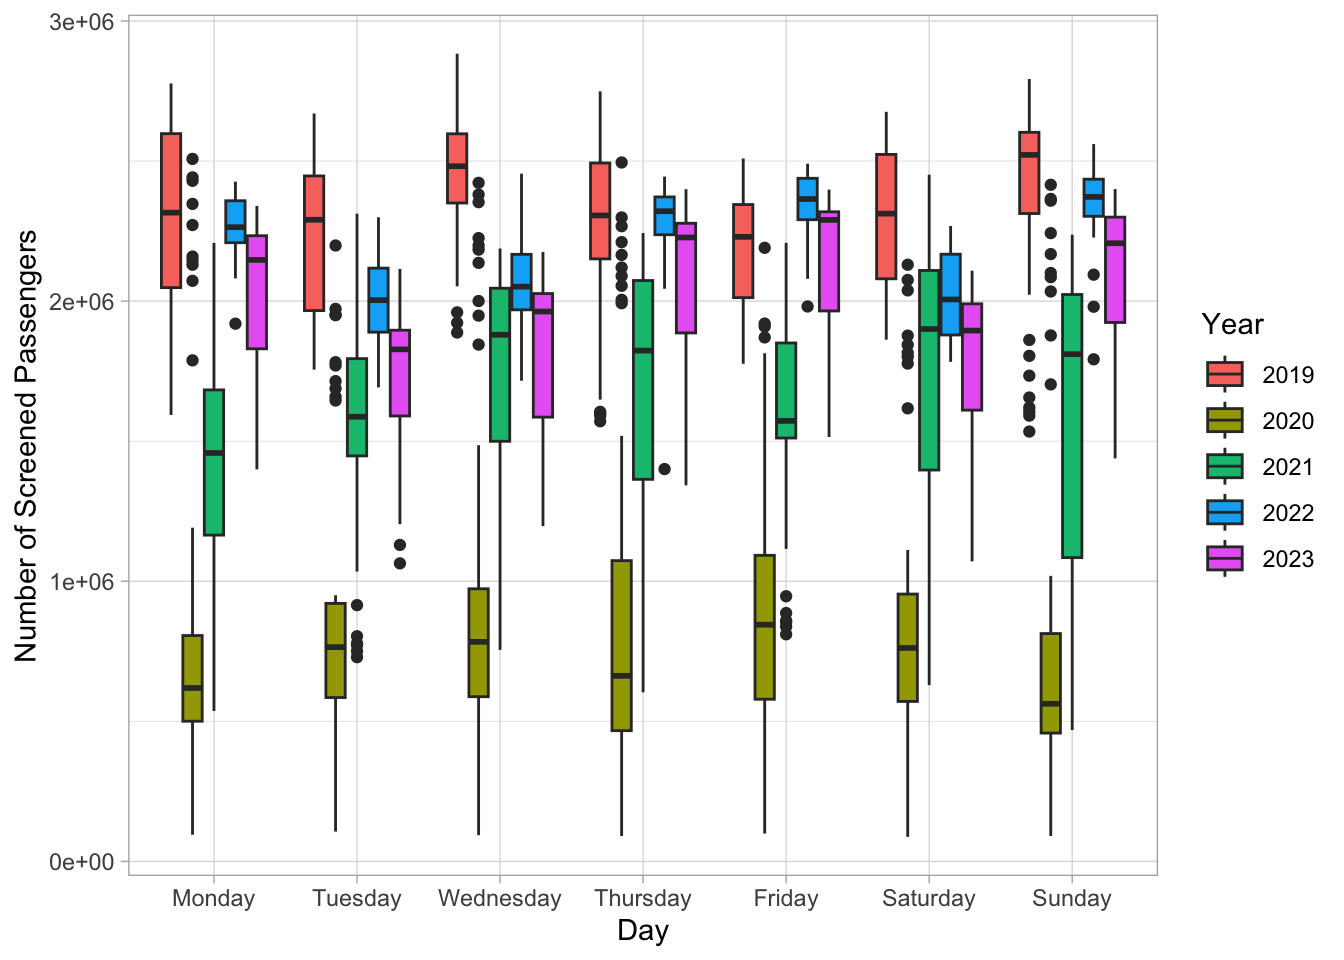 Number of Screened Passengers
3e+06
2e+06
1e+06
0e+00
Monday Tuesday Wednesday Thursday Friday Saturday Sunday
Day
Year
2019
2020
2021
2022
2023